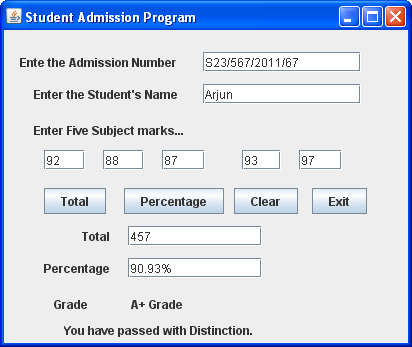 Student Admission Program
Ente the Admission Number S23/567/2011/67
Enter the Student's Name Arjun
Enter Five Subject marks...
92 88 87 93 97
Total Percentage Clear Exit
Total 457
Percentage 90.93%
Grade A+ Grade
You have passed with Distinction.